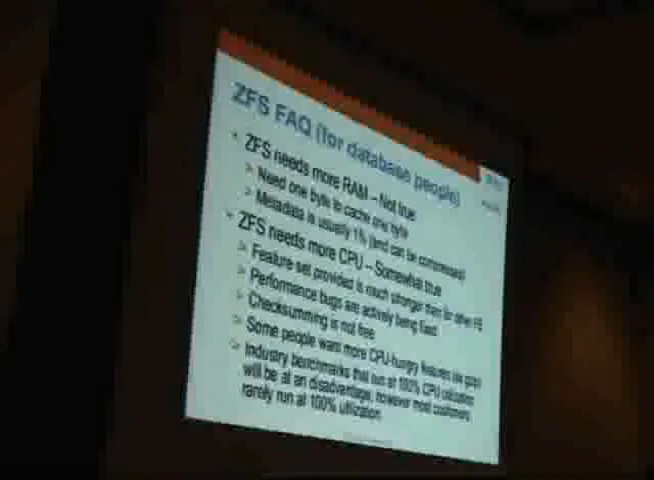 ZFS FAQ (for database people)
ZFS needs more RAM – Not true
> Need one byte to cache one byte
> Metadata is usually 1% (and can be compressed)
ZFS needs more CPU – Somewhat true
> Feature set provided is much stronger than for other FS
> Performance bugs are actively being fixed
> Checksumming is not free
> Some people want more CPU-hungry features like gzip
> Industry benchmarks that run at 100% CPU utilization
will be at an disadvantage, however most customers
rarely run at 100% utilization